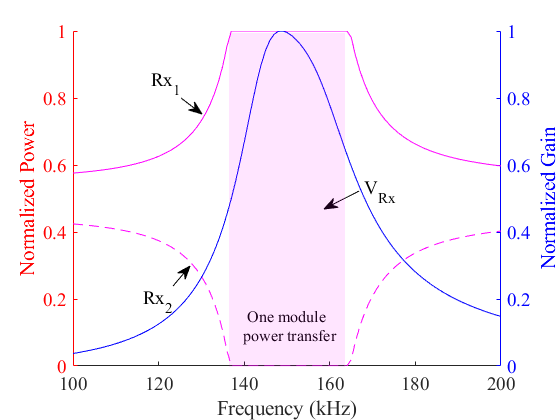 1
0.8
0.6
0.4
0.2
0
Normalized Power
Rx1
Rx2
VRx
One module
power transfer
1
0.8
0.6
0.4
0.2
0
Normalized Gain
100 120 140 160 180 200
Frequency (kHz)